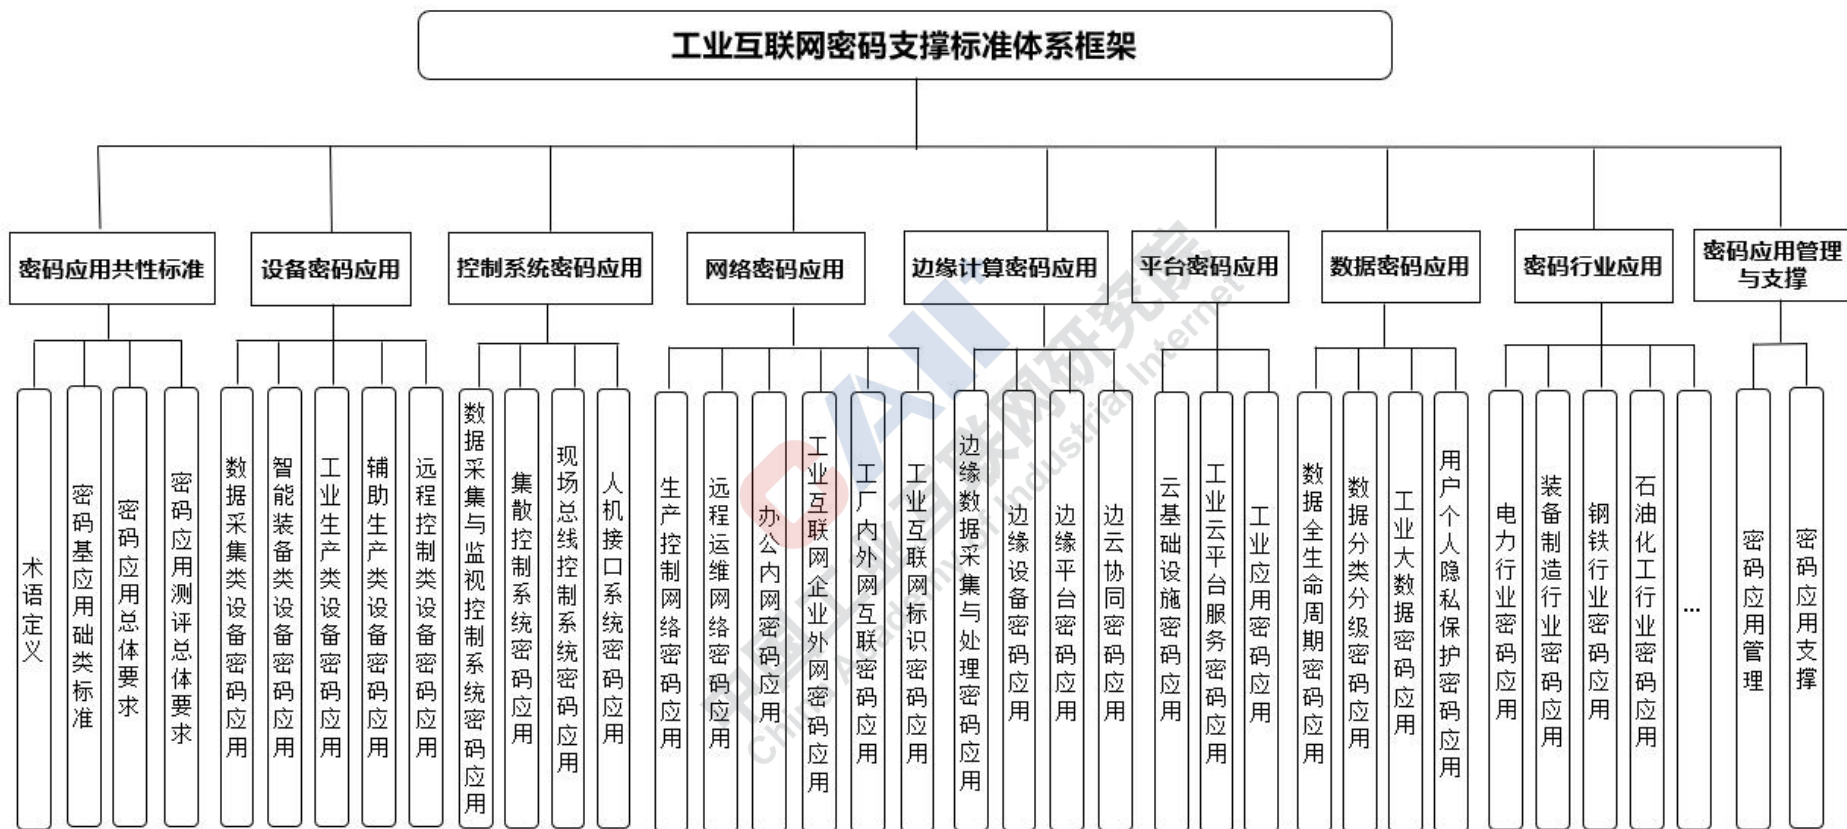 工业互联网密码支撑标准体系框架
密码应用共性标准
设备密码应用
控制系统密码应用
网络密码应用
边缘计算密码应用
平台密码应用
数据密码应用
密码行业应用
密码应用管理
与支撑
术语定义
密码基应用础类标准
密码应用总体要求
密码应用测评总体要求
数据采集类设备密码应用
智能装备类设备密码应用
工业生产类设备密码应用
辅助生产类设备密码应用
远程控制类设备密码应用
数据采集与监视控制系统密码应用
集散控制系统密码应用
现场总线控制系统密码应用
人机接口系统密码应用
生产控制网络密码应用
远程运维网络密码应用
办公内网密码应用
工业互联网企业外网密码应用
工厂内外网互联密码应用
工业互联网标识密码应用
边缘数据采集与处理密码应用
边缘设备密码应用
边缘平台密码应用
边云协同密码应用
云基础设施密码应用
工业云平台服务密码应用
工业应用密码应用
数据全生命周期密码应用
数据分类分级密码应用
工业大数据密码应用
用户个人隐私保护密码应用
电力行业密码应用
装备制造行业密码应用
钢铁行业密码应用
石油化工行业密码应用
...
密码应用管理
密码应用支撑
CAII
中国工业互联网研究院
China Academy of Industrial Internet